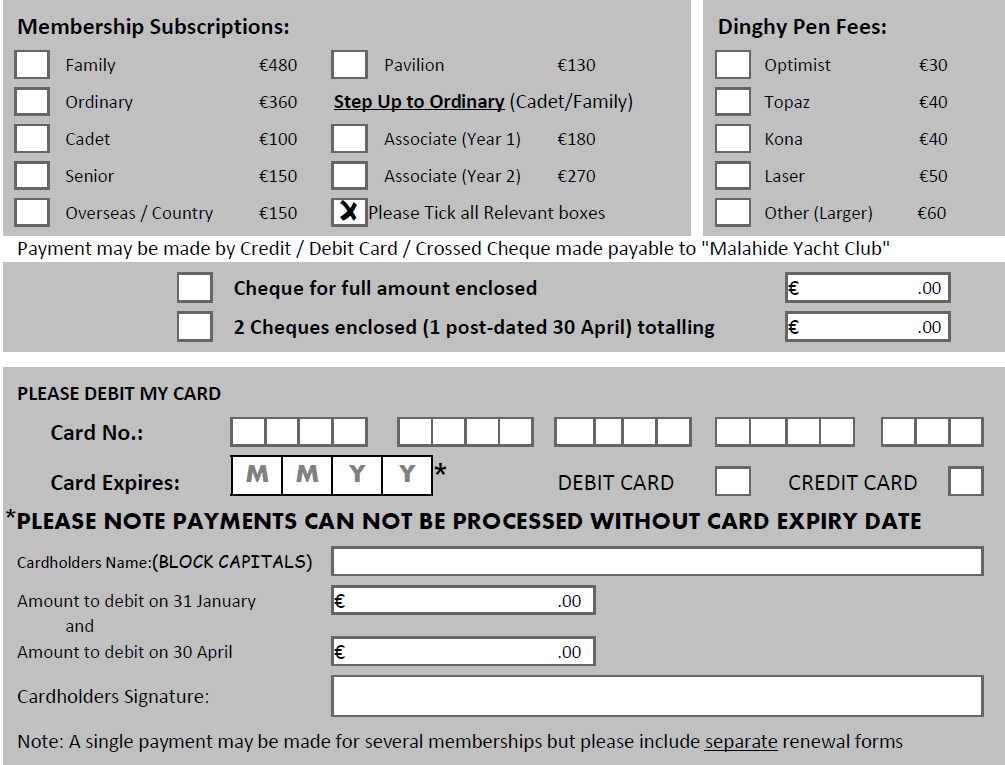 Membership Subscriptions:
Family €480
Ordinary €360
Cadet €100
Senior €150
Overseas / Country €150
Pavilion €130
Step Up to Ordinary (Cadet/Family)
Associate (Year 1) €180
Associate (Year 2) €270
X Please Tick all Relevant boxes
Dinghy Pen Fees:
Optimist €30
Topaz €40
Kona €40
Laser €50
Other (Larger) €60
Payment may be made by Credit / Debit Card / Crossed Cheque made payable to "Malahide Yacht Club"
Cheque for full amount enclosed € .00
2 Cheques enclosed (1 post-dated 30 April) totalling € .00
PLEASE DEBIT MY CARD
Card No.:
Card Expires: M M Y Y * DEBIT CARD CREDIT CARD
*PLEASE NOTE PAYMENTS CAN NOT BE PROCESSED WITHOUT CARD EXPIRY DATE
Cardholders Name:(BLOCK CAPITALS)
Amount to debit on 31 January € .00
and
Amount to debit on 30 April € .00
Cardholders Signature:
Note: A single payment may be made for several memberships but please include separate renewal forms